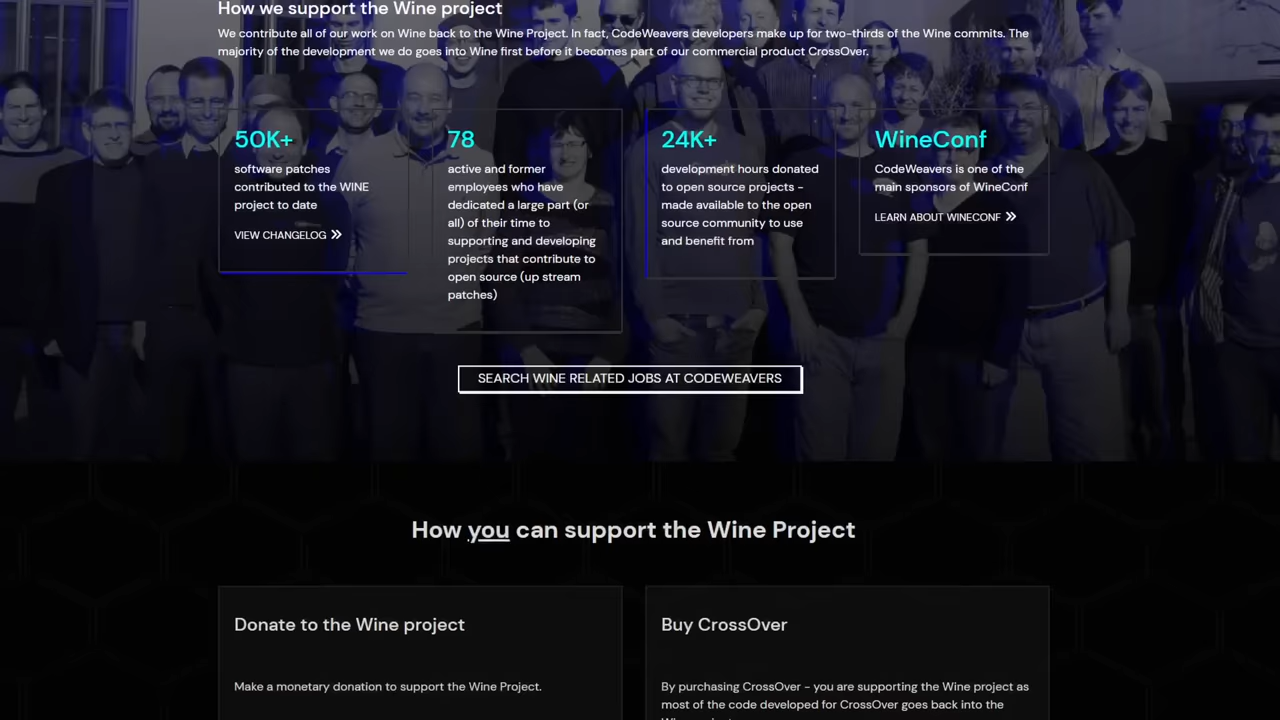 How we support the Wine project
We contribute all of our work on Wine back to the Wine Project. In fact, CodeWeavers developers make up for two-thirds of the Wine commits. The
majority of the development we do goes into Wine first before it becomes part of our commercial product CrossOver.
50K+
software patches
contributed to the WINE
project to date
VIEW CHANGELOG »
78
active and former
employees who have
dedicated a large part (or
all) of their time to
supporting and developing
projects that contribute to
open source (up stream
patches)
24K+
development hours donated
to open source projects -
made available to the open
source community to use
and benefit from
WineConf
CodeWeavers is one of the
main sponsors of WineConf
LEARN ABOUT WINECONF »
SEARCH WINE RELATED JOBS AT CODEWEAVERS
How you can support the Wine Project
Donate to the Wine project
Make a monetary donation to support the Wine Project.
Buy CrossOver
By purchasing CrossOver - you are supporting the Wine project as
most of the code developed for CrossOver goes back into the